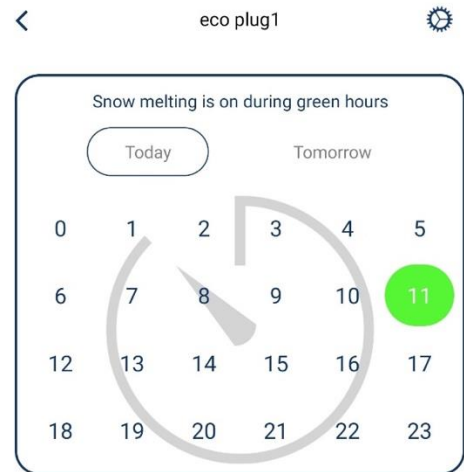 eco plug1
Snow melting is on during green hours
Today Tomorrow
0 1 2 3 4 5
6 7 8 9 10 11
12 13 14 15 16 17
18 19 20 21 22 23